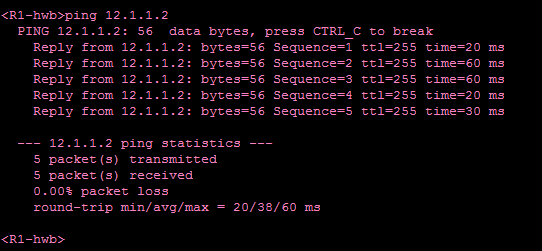 <R1-hwb>ping 12.1.1.2
PING 12.1.1.2: 56  data bytes, press CTRL_C to break
Reply from 12.1.1.2: bytes=56 Sequence=1 ttl=255 time=20 ms
Reply from 12.1.1.2: bytes=56 Sequence=2 ttl=255 time=60 ms
Reply from 12.1.1.2: bytes=56 Sequence=3 ttl=255 time=60 ms
Reply from 12.1.1.2: bytes=56 Sequence=4 ttl=255 time=20 ms
Reply from 12.1.1.2: bytes=56 Sequence=5 ttl=255 time=30 ms
--- 12.1.1.2 ping statistics ---
5 packet(s) transmitted
5 packet(s) received
0.00% packet loss
round-trip min/avg/max = 20/38/60 ms
<R1-hwb>